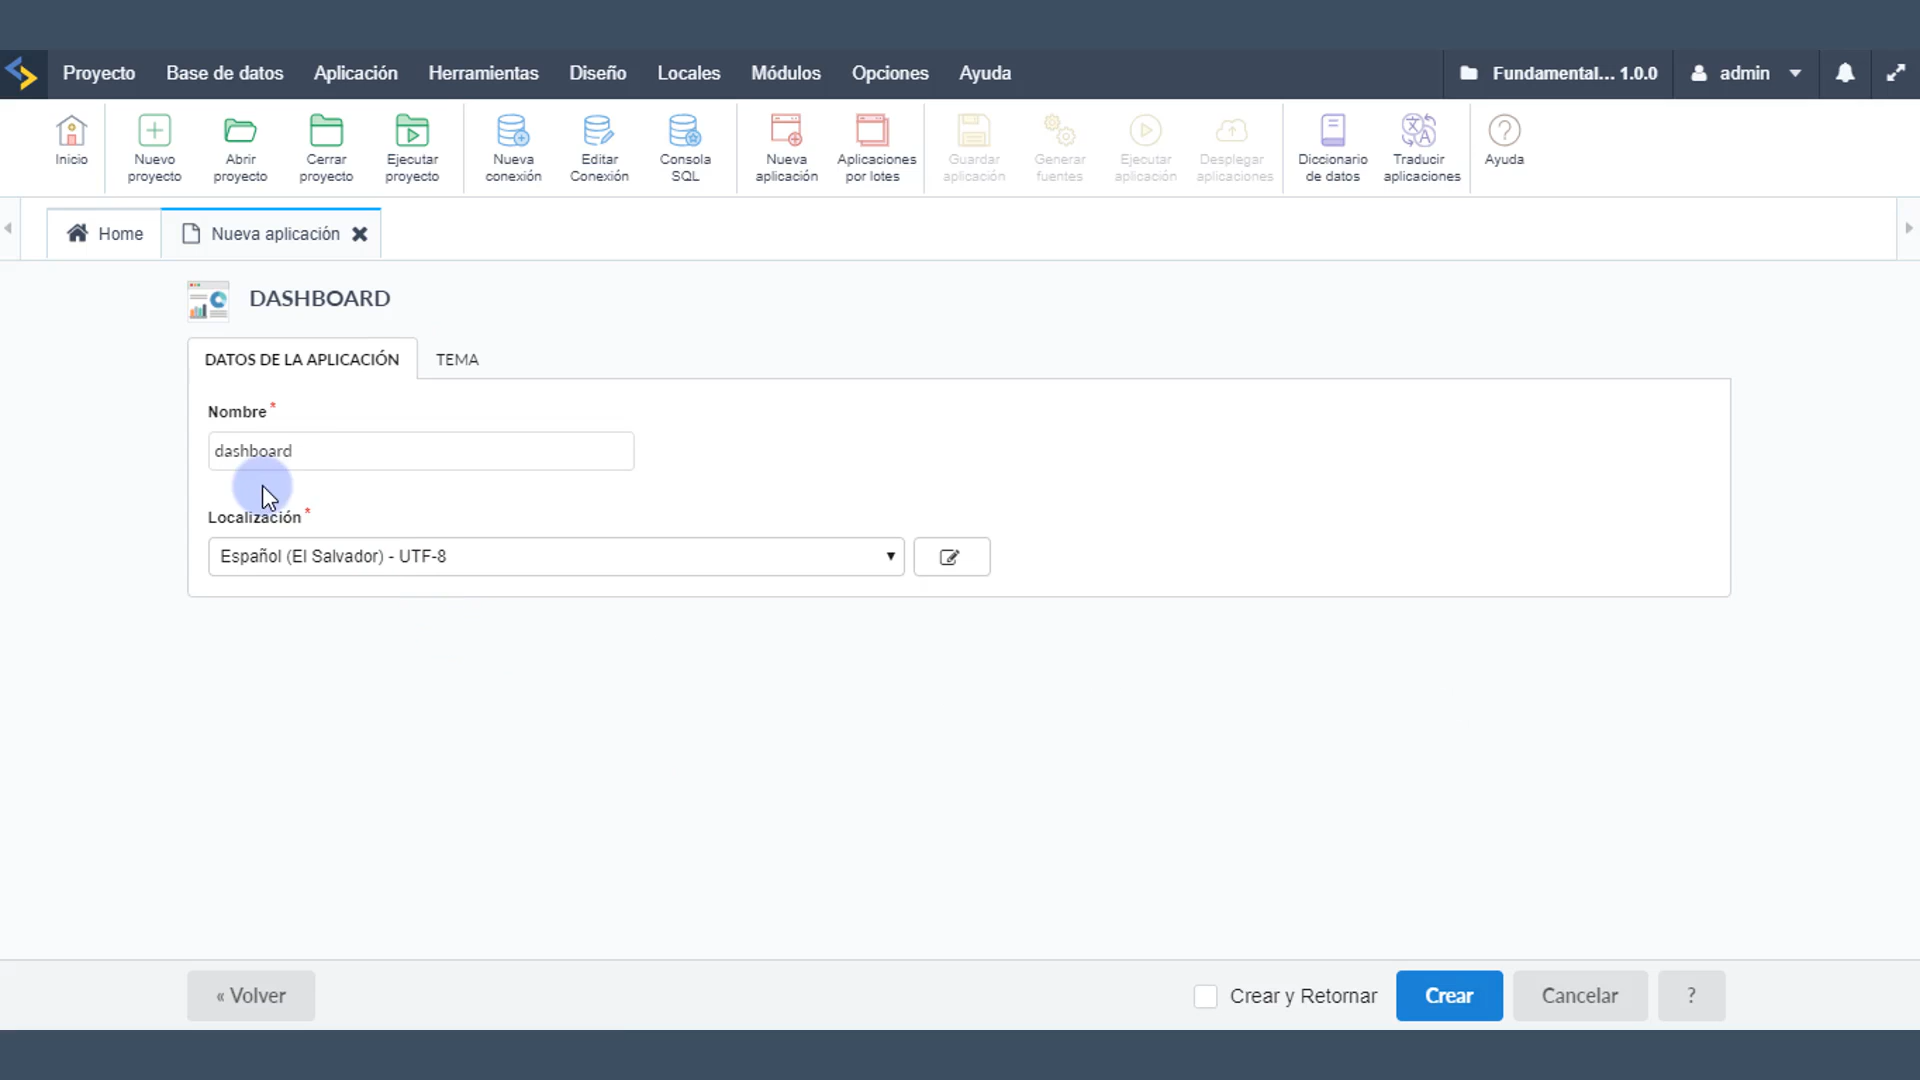 Proyecto Base de datos Aplicación Herramientas Diseño Locales Módulos Opciones Ayuda Fundamental... 1.0.0 admin
Inicio
Nuevo proyecto
Abrir proyecto
Cerrar proyecto
Ejecutar proyecto
Nueva conexión
Editar Conexión
Consola SQL
Nueva aplicación
Aplicaciones por lotes
Guardar aplicación
Generar fuentes
Ejecutar aplicación
Desplegar aplicaciones
Diccionario de datos
Traducir aplicaciones
Ayuda
Home Nueva aplicación
DASHBOARD
DATOS DE LA APLICACIÓN TEMA
Nombre *
dashboard
Localización *
Español (El Salvador) - UTF-8
« Volver Crear y Retornar Crear Cancelar ?